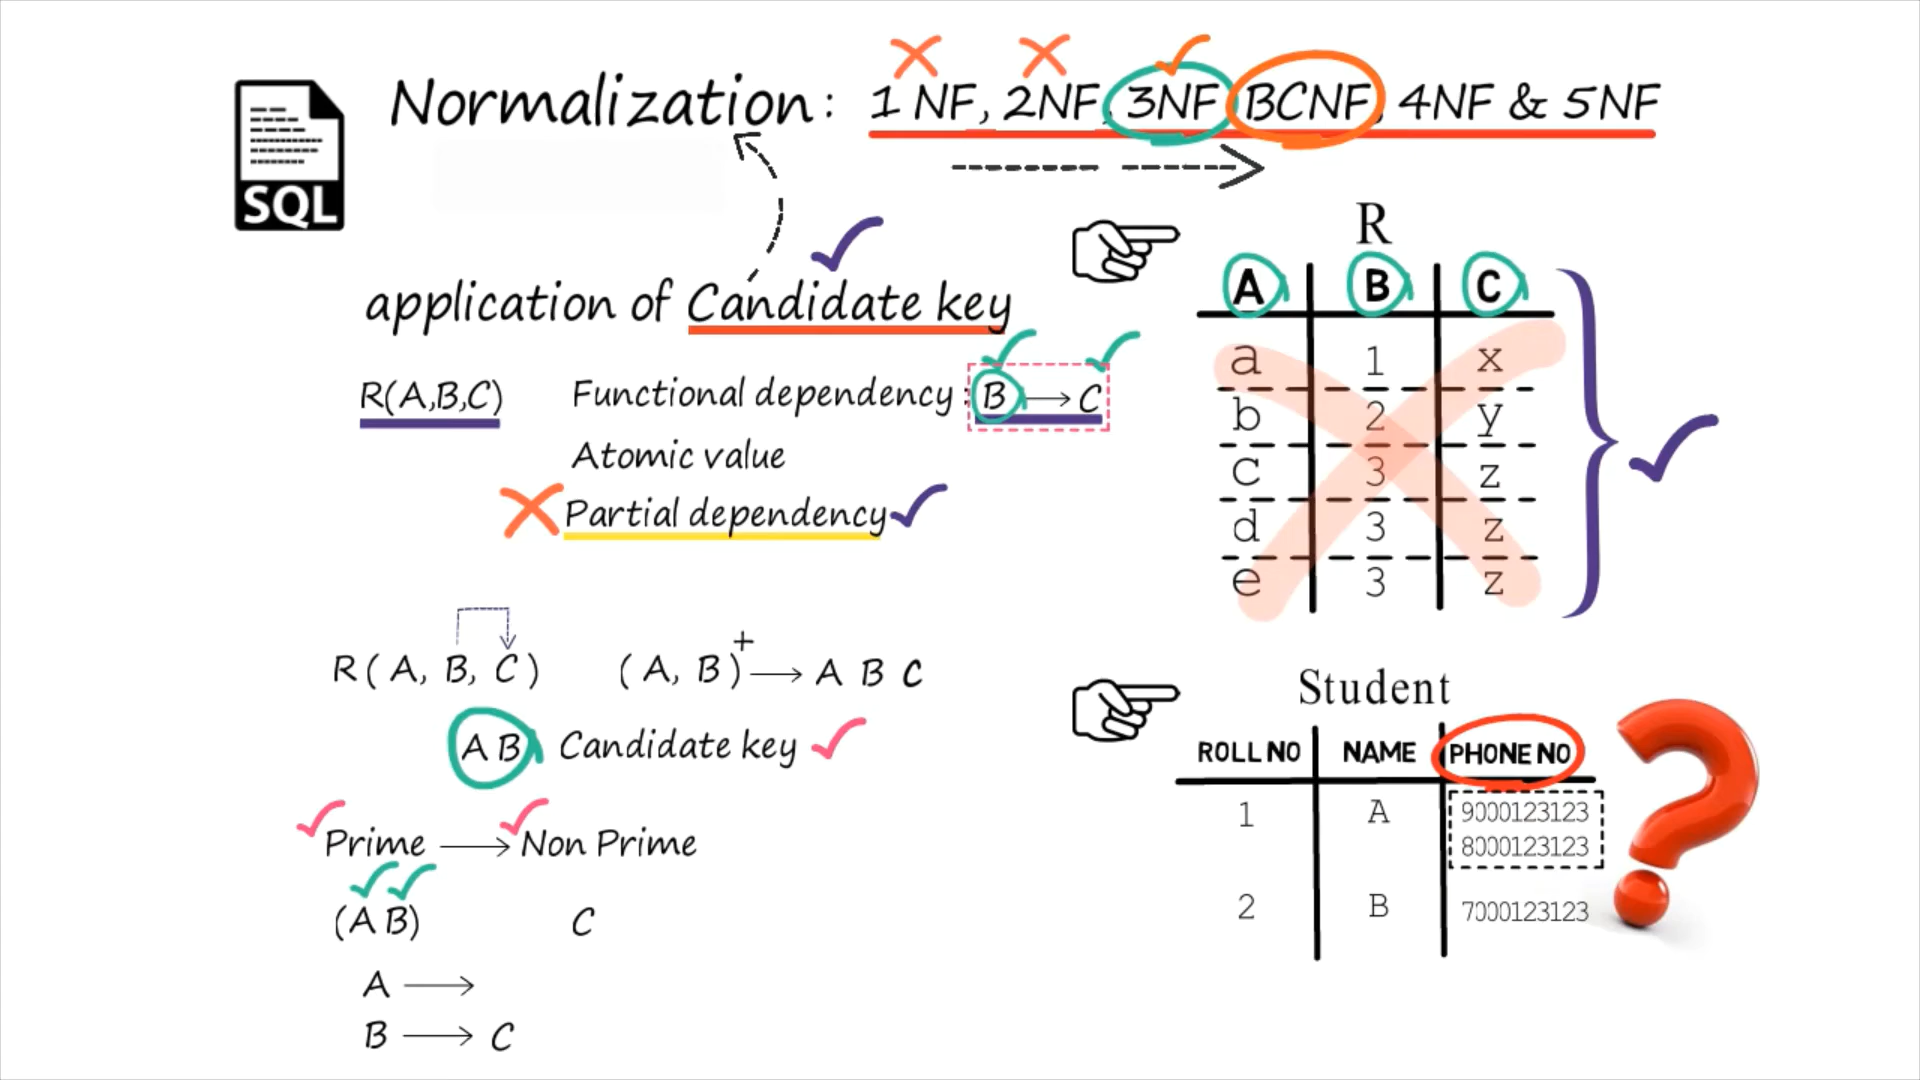 SQL
Normalization : 1 NF, 2NF, 3NF, BCNF, 4NF & 5NF
application of Candidate key
R(A,B,C) Functional dependency : B → C
Atomic value
Partial dependency
R ( A, B, C ) ( A, B )+ → A B C
A B Candidate key
Prime → Non Prime
(A B) C
A →
B → C
R
A B C
a 1 x
b 2 y
c 3 z
d 3 z
e 3 z
Student
ROLL NO NAME PHONE NO
1 A 9000123123
8000123123
2 B 7000123123
?